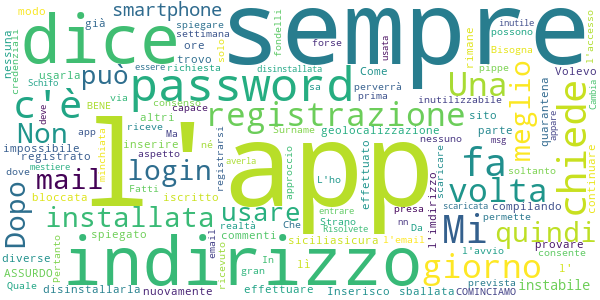 modo
smartphone
spiegare
settimana
fondelli
sempre
già
dice
ore
trovo
forse
inutile
usata
possono
l'accesso
nessuna
credenziali
può
solo
richiesta
Come
Bisogna
Volevo
usarla
essere
disinstallata
password
Schifo
pippe
rimane
Cambia
c'è
BENE
via
consenso
sa
perverrà
prima
Una
inutilizzabile
meglio
chiede
deve
app
capace
registrazione
sito
quarantena
appare
Non
altri
riceve
Ma
né
Surname
geolocalizzazione
parte
msg
impossibile
inserire
registrarsi
averla
nessuno
registrato
mestiere
aspetto
l'app
approccio
L'ho
effettuato
scaricare
fa
soltanto
continuare
mail
minchiata
login
Fatti
dove
bloccata
iscritto
entrare
Risolvete
presa
volta
scaricata
permette
Dopo
installata
usare
Che
Strapo
nn
l'imdirizzo
compilando
email
siciliasicura
Da
Mi
quindi
l'avvio
provare
Pertanto
spiegato
realtà
commenti
l'email
diverse
ricevuto
In
li
indirizzo
giorno
consente
l'
ASSURDO
gran
prevista
instabile
Quale
disinstallarla
nuovamente
effettuare
Inserisco
sballata
COMINCIAMO